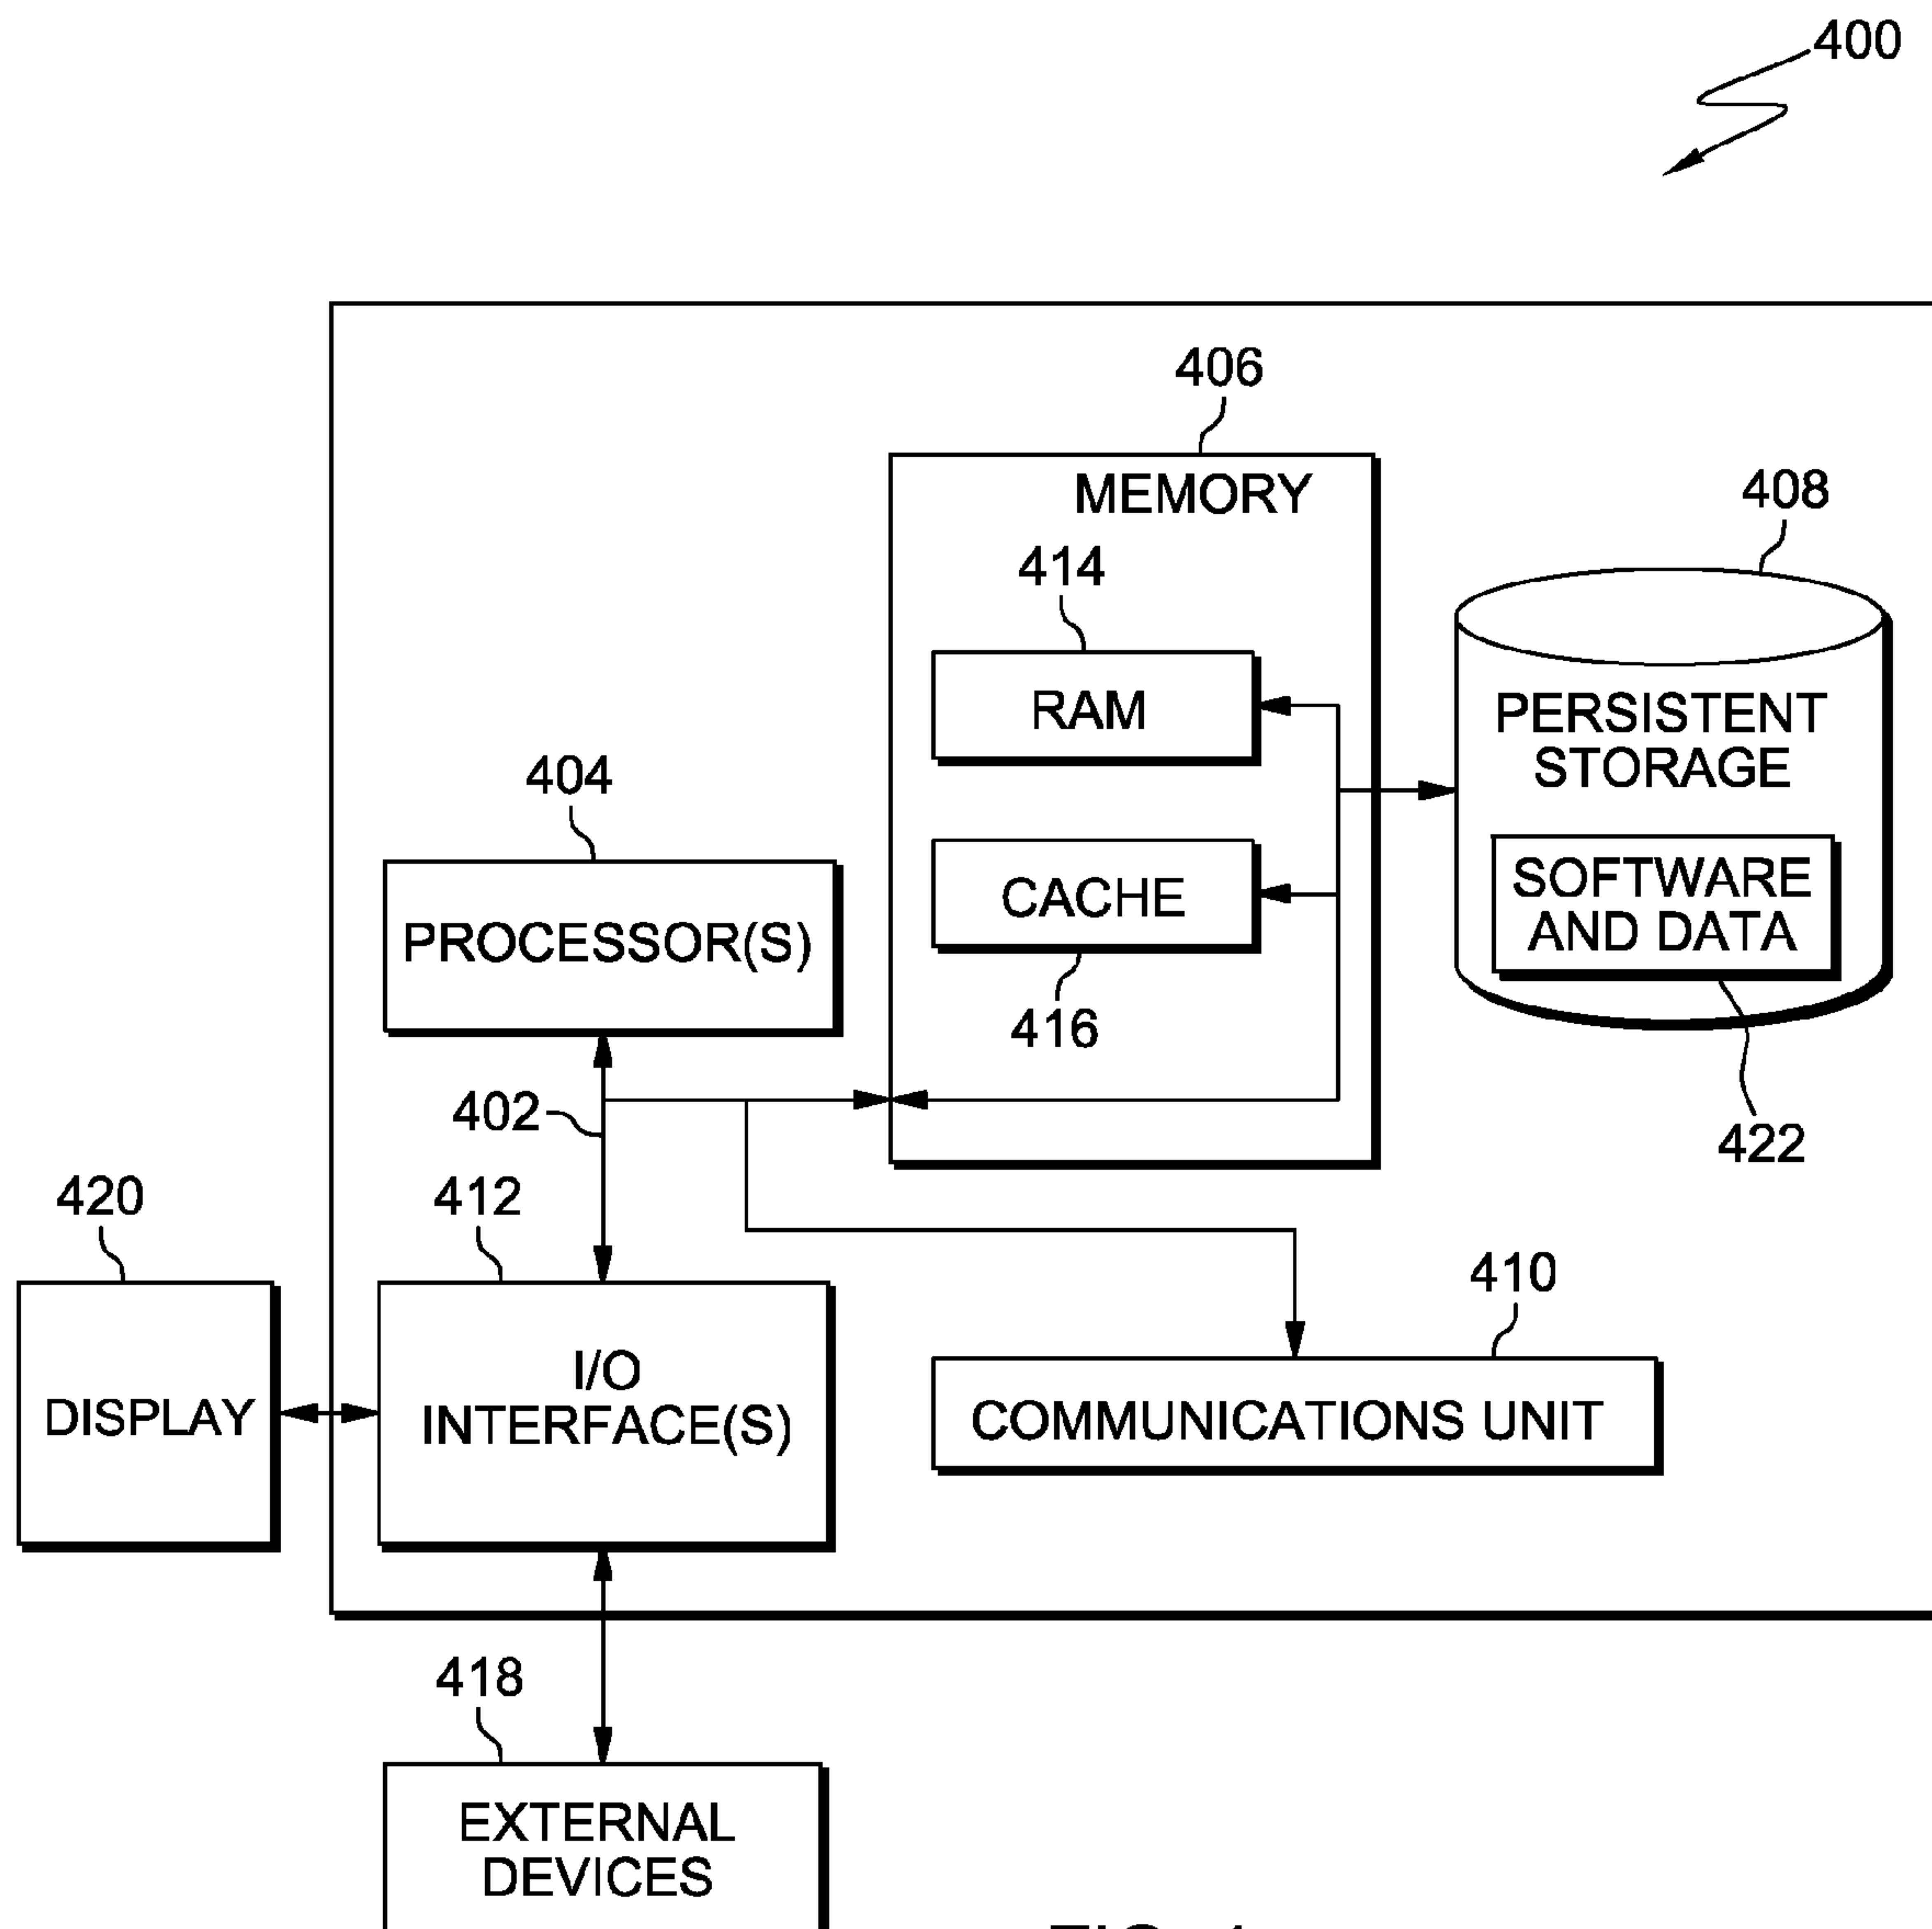 400
406
MEMORY
408
414
RAM
PERSISTENT
STORAGE
404
CACHE
SOFTWARE
AND DATA
PROCESSOR(S)
416
402
422
420
412
410
I/O
INTERFACE(S)
DISPLAY
COMMUNICATIONS UNIT
418
EXTERNAL
DEVICES